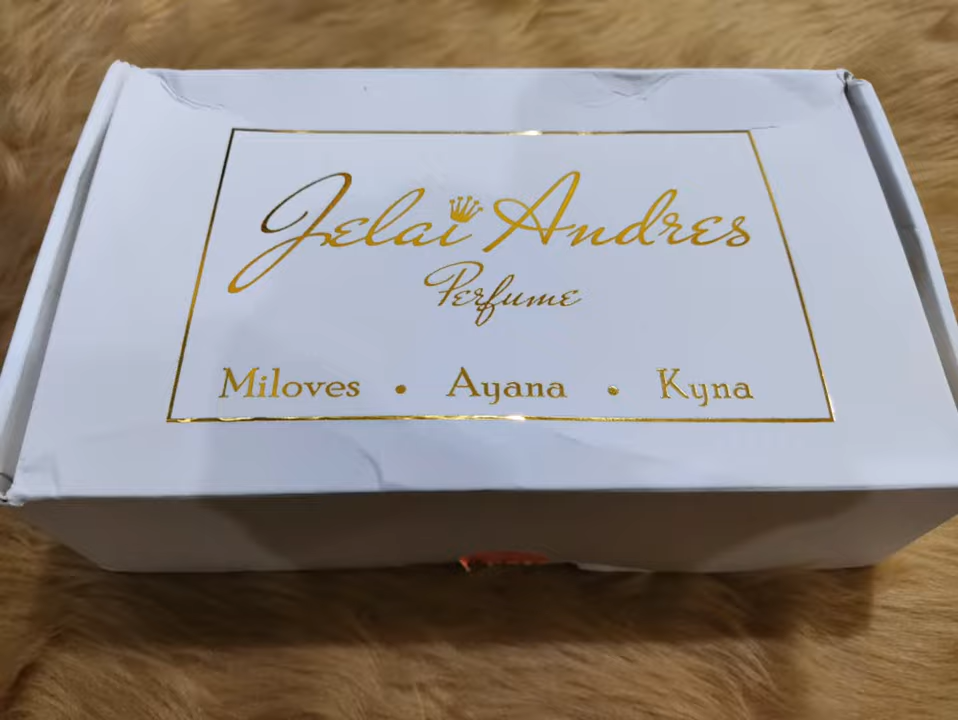 Jelai Andres
Perfume
Miloves • Ayana • Kyna